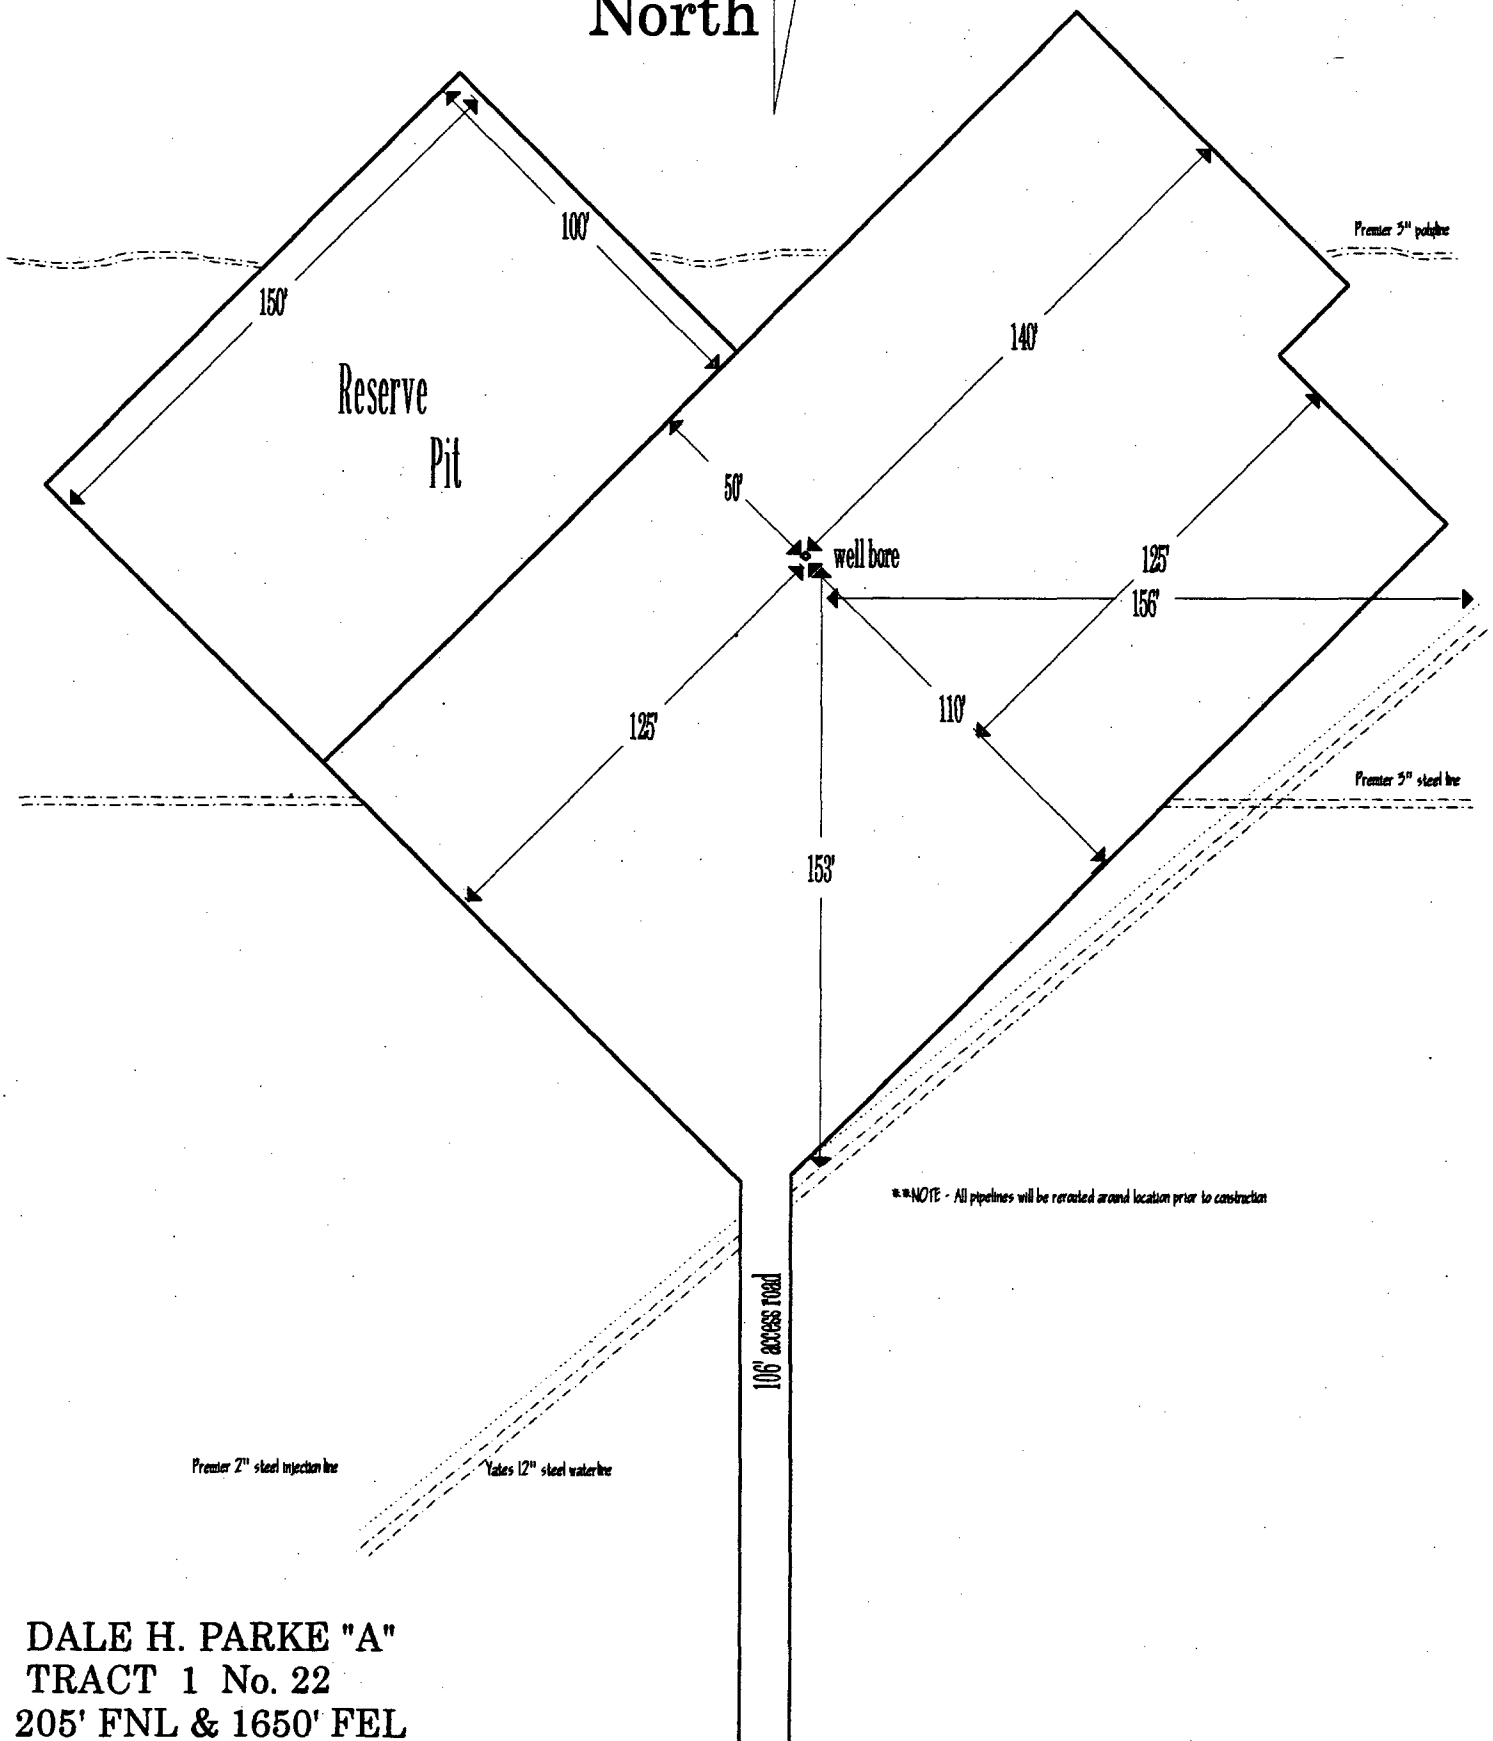 North
Premier 3" polyline
100'
150'
140'
Reserve
Pit
50'
well bore
125'
156'
110'
125'
Premier 3" steel line
153'
**NOTE - All pipelines will be rerouted around location prior to construction
106' access road
Premier 2" steel injection line
Yates 12" steel waterline
DALE H. PARKE "A"
TRACT 1 No. 22
205' FNL & 1650' FEL